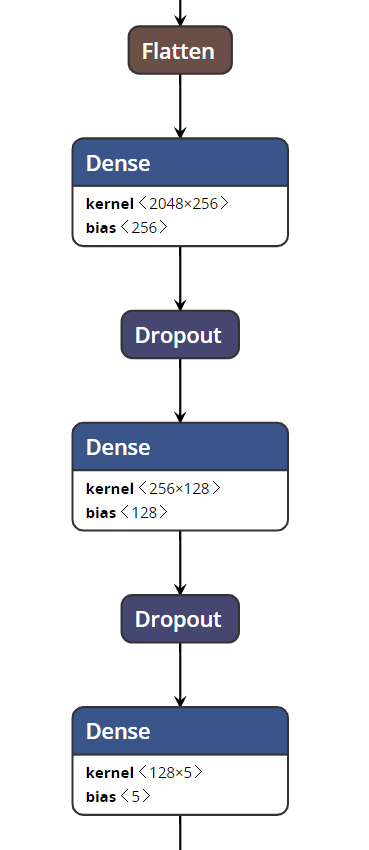 Flatten
Dense
kernel 〈2048×256〉
bias 〈256〉
Dropout
Dense
kernel 〈256×128〉
bias 〈128〉
Dropout
Dense
kernel 〈128×5〉
bias 〈5〉